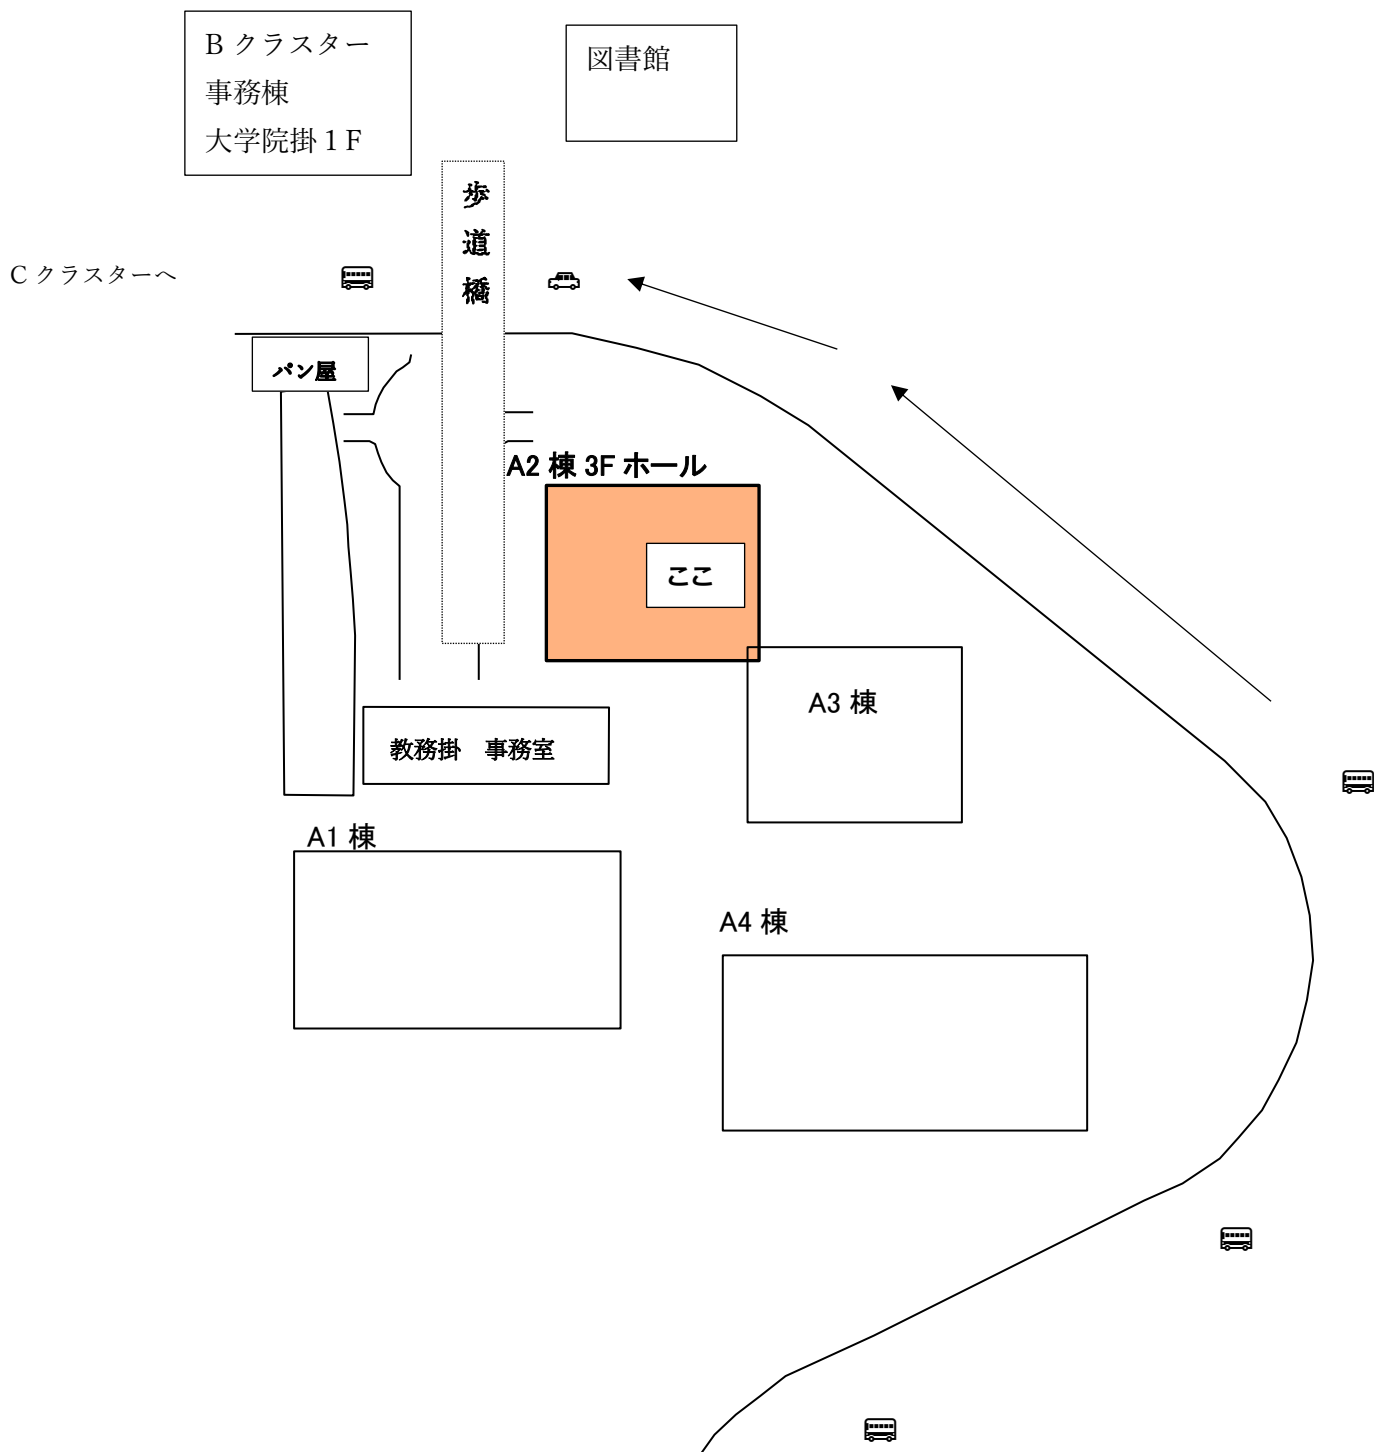 B クラスター
事務棟
大学院掛１F
図書館
歩道橋
C クラスターへ
パン屋
A2 棟 3F ホール
ここ
A3 棟
教務掛　事務室
A1 棟
A4 棟